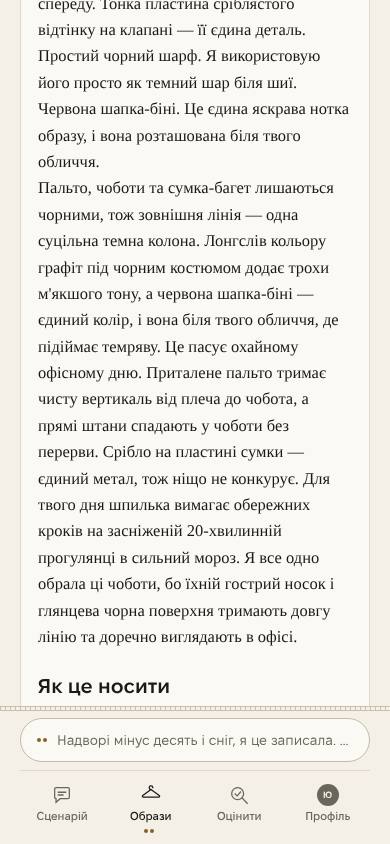 спереду. Тонка пластина сріблястого
відтінку на клапані — її єдина деталь.
Простий чорний шарф. Я використовую
його просто як темний шар біля шиї.
Червона шапка-біні. Це єдина яскрава нотка
образу, і вона розташована біля твого
обличчя.
Пальто, чоботи та сумка-багет лишаються
чорними, тож зовнішня лінія — одна
суцільна темна колона. Лонгслів кольору
графіт під чорним костюмом додає трохи
м'якшого тону, а червона шапка-біні —
єдиний колір, і вона біля твого обличчя, де
підіймає темряву. Це пасує охайному
офісному дню. Приталене пальто тримає
чисту вертикаль від плеча до чобота, а
прямі штани спадають у чоботи без
перерви. Срібло на пластині сумки —
єдиний метал, тож ніщо не конкурує. Для
твого дня шпилька вимагає обережних
кроків на засніженій 20-хвилинній
прогулянці в сильний мороз. Я все одно
обрала ці чоботи, бо їхній гострий носок і
глянцева чорна поверхня тримають довгу
лінію та доречно виглядають в офісі.
Як це носити
Надворі мінус десять і сніг, я це записала. ...
Сценарій
Образи
Оцінити
Ю
Профіль